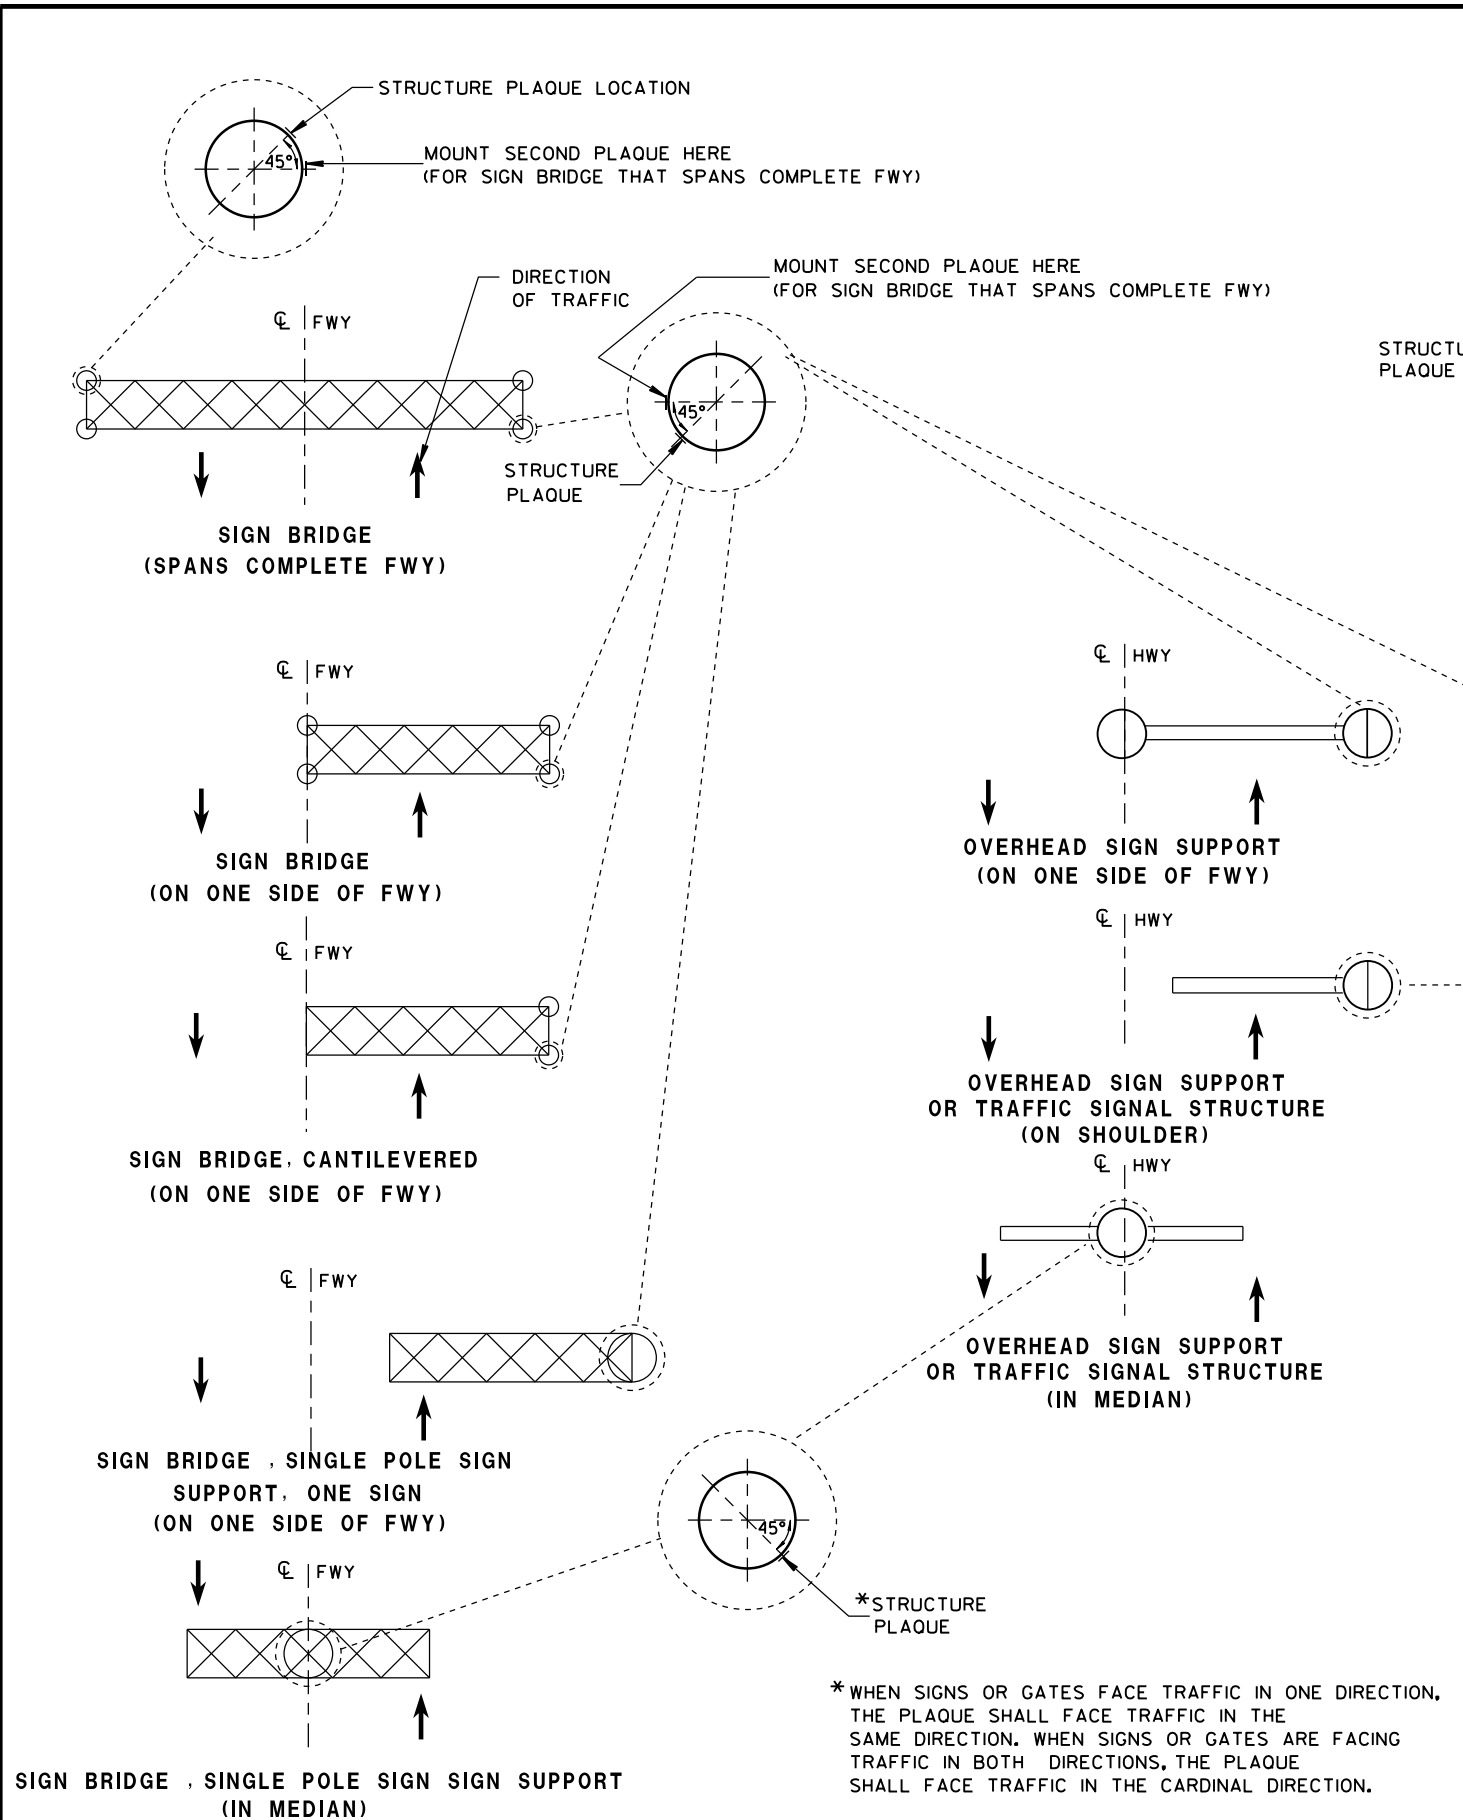 STRUCTURE PLAQUE LOCATION
45°
MOUNT SECOND PLAQUE HERE
(FOR SIGN BRIDGE THAT SPANS COMPLETE FWY)
DIRECTION
OF TRAFFIC
MOUNT SECOND PLAQUE HERE
(FOR SIGN BRIDGE THAT SPANS COMPLETE FWY)
℄ FWY
45°
STRUCTURE
PLAQUE
PLAQUE
SIGN BRIDGE
(SPANS COMPLETE FWY)
℄ FWY
SIGN BRIDGE
(ON ONE SIDE OF FWY)
℄ FWY
SIGN BRIDGE, CANTILEVERED
(ON ONE SIDE OF FWY)
℄ FWY
SIGN BRIDGE , SINGLE POLE SIGN
SUPPORT, ONE SIGN
(ON ONE SIDE OF FWY)
℄ FWY
SIGN BRIDGE , SINGLE POLE SIGN SIGN SUPPORT
(IN MEDIAN)
℄ HWY
OVERHEAD SIGN SUPPORT
(ON ONE SIDE OF FWY)
℄ HWY
OVERHEAD SIGN SUPPORT
OR TRAFFIC SIGNAL STRUCTURE
(ON SHOULDER)
℄ HWY
OVERHEAD SIGN SUPPORT
OR TRAFFIC SIGNAL STRUCTURE
(IN MEDIAN)
45°
*STRUCTURE
PLAQUE
* WHEN SIGNS OR GATES FACE TRAFFIC IN ONE DIRECTION,
THE PLAQUE SHALL FACE TRAFFIC IN THE
SAME DIRECTION. WHEN SIGNS OR GATES ARE FACING
TRAFFIC IN BOTH DIRECTIONS, THE PLAQUE
SHALL FACE TRAFFIC IN THE CARDINAL DIRECTION.